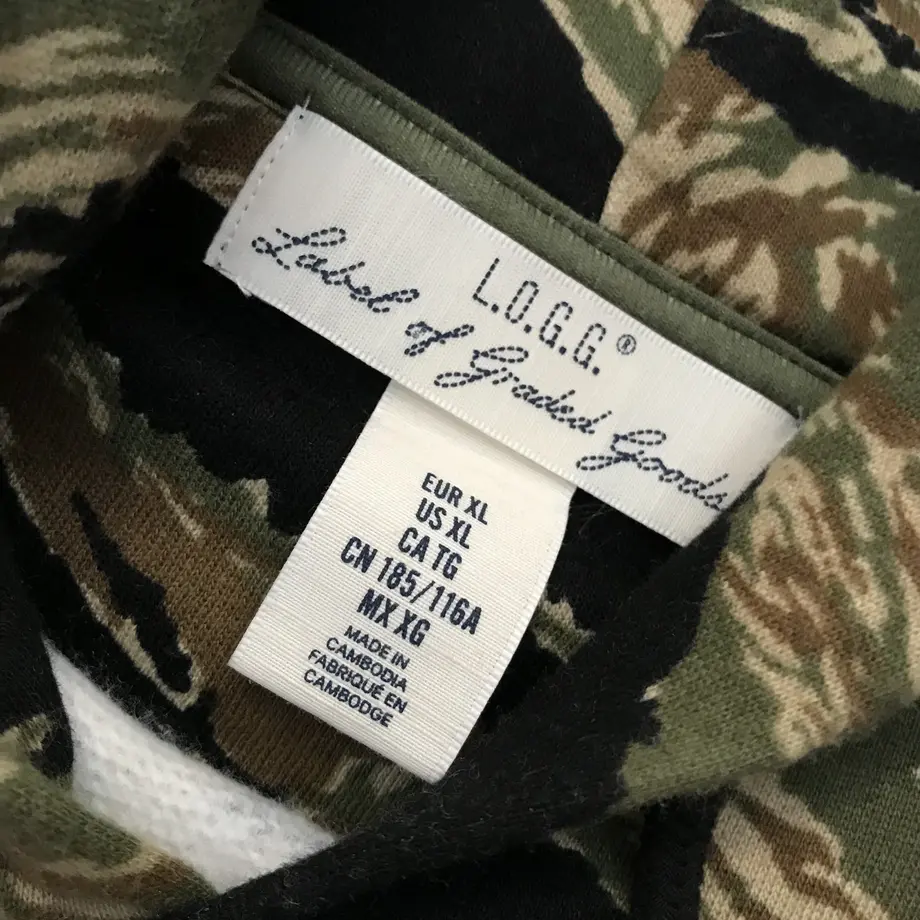 L.O.G.G.®
Label of Graded Goods
EUR XL
US XL
CA TG
CN 185/116A
MX XG
MADE IN
CAMBODIA
FABRIQUÉ EN
CAMBODGE